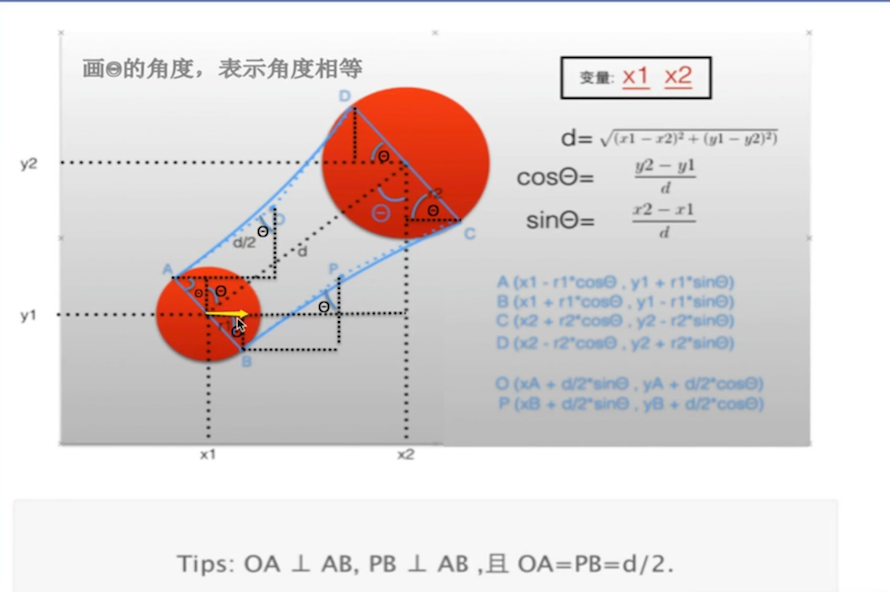 画Θ的角度，表示角度相等
变量: x1 x2
d= √((x1 − x2)² + (y1 − y2)²)
cosΘ= y2 − y1 / d
sinΘ= x2 − x1 / d
D
y2
Θ
r2
Θ
Θ
C
O
Θ
d/2
d
A
P
Θ
Θ
Θ
y1
Θ
B
x1
x2
A (x1 - r1*cosΘ , y1 + r1*sinΘ)
B (x1 + r1*cosΘ , y1 - r1*sinΘ)
C (x2 + r2*cosΘ , y2 - r2*sinΘ)
D (x2 - r2*cosΘ , y2 + r2*sinΘ)
O (xA + d/2*sinΘ , yA + d/2*cosΘ)
P (xB + d/2*sinΘ , yB + d/2*cosΘ)
Tips: OA ⊥ AB, PB ⊥ AB ,且 OA=PB=d/2.